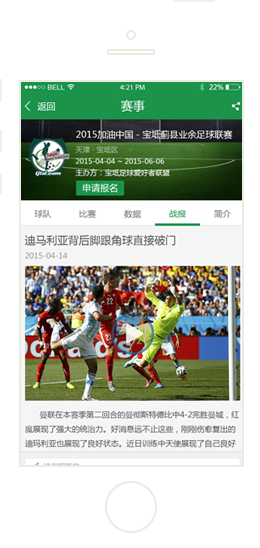 BELL 4:21 PM 22%
返回 赛事
2015加油中国 - 宝坻蓟县业余足球联赛
天津 · 宝坻区
2015-04-04 ~ 2015-06-06
主办方：宝坻足球爱好者联盟
申请报名
tjtal.com
球队 比赛 数据 战报 简介
迪马利亚背后脚踢角球直接破门
2015-04-14
曼联在本赛季第二回合的曼彻斯特德比中4-2完胜曼城，红
魔展现了强大的统治力。好消息远不止这些，刚刚伤愈复出的
迪玛利亚也展现了良好状态。近日训练中天使展现了自己良好